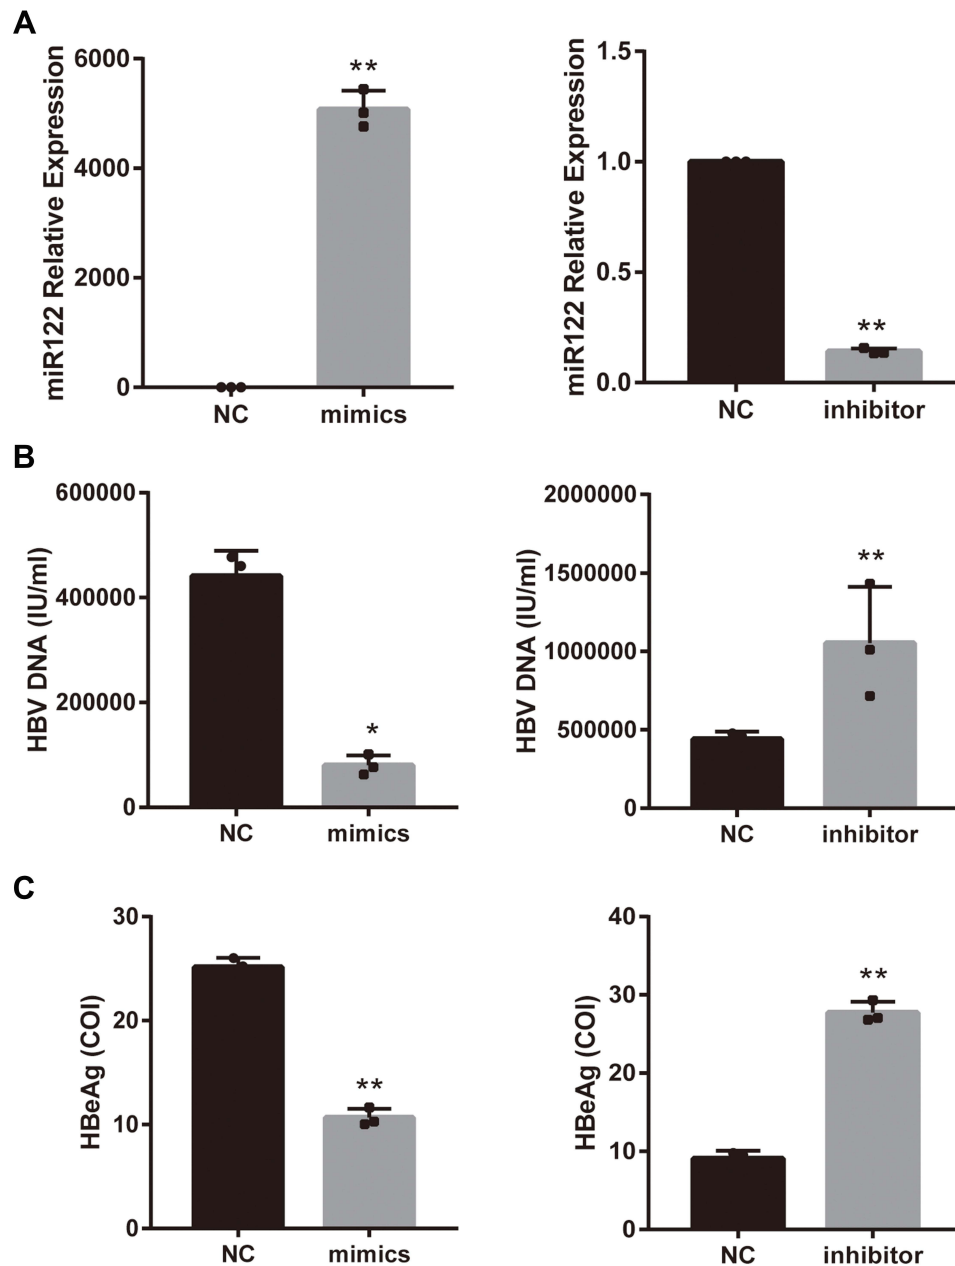 A
miR122 Relative Expression
6000
4000
2000
0
**
NC
mimics
miR122 Relative Expression
1.5
1.0
0.5
0.0
**
NC
inhibitor
B
HBV DNA (IU/ml)
600000
400000
200000
0
*
NC
mimics
HBV DNA (IU/ml)
2000000
1500000
1000000
500000
0
**
NC
inhibitor
C
HBeAg (COI)
30
20
10
0
**
NC
mimics
HBeAg (COI)
40
30
20
10
0
**
NC
inhibitor